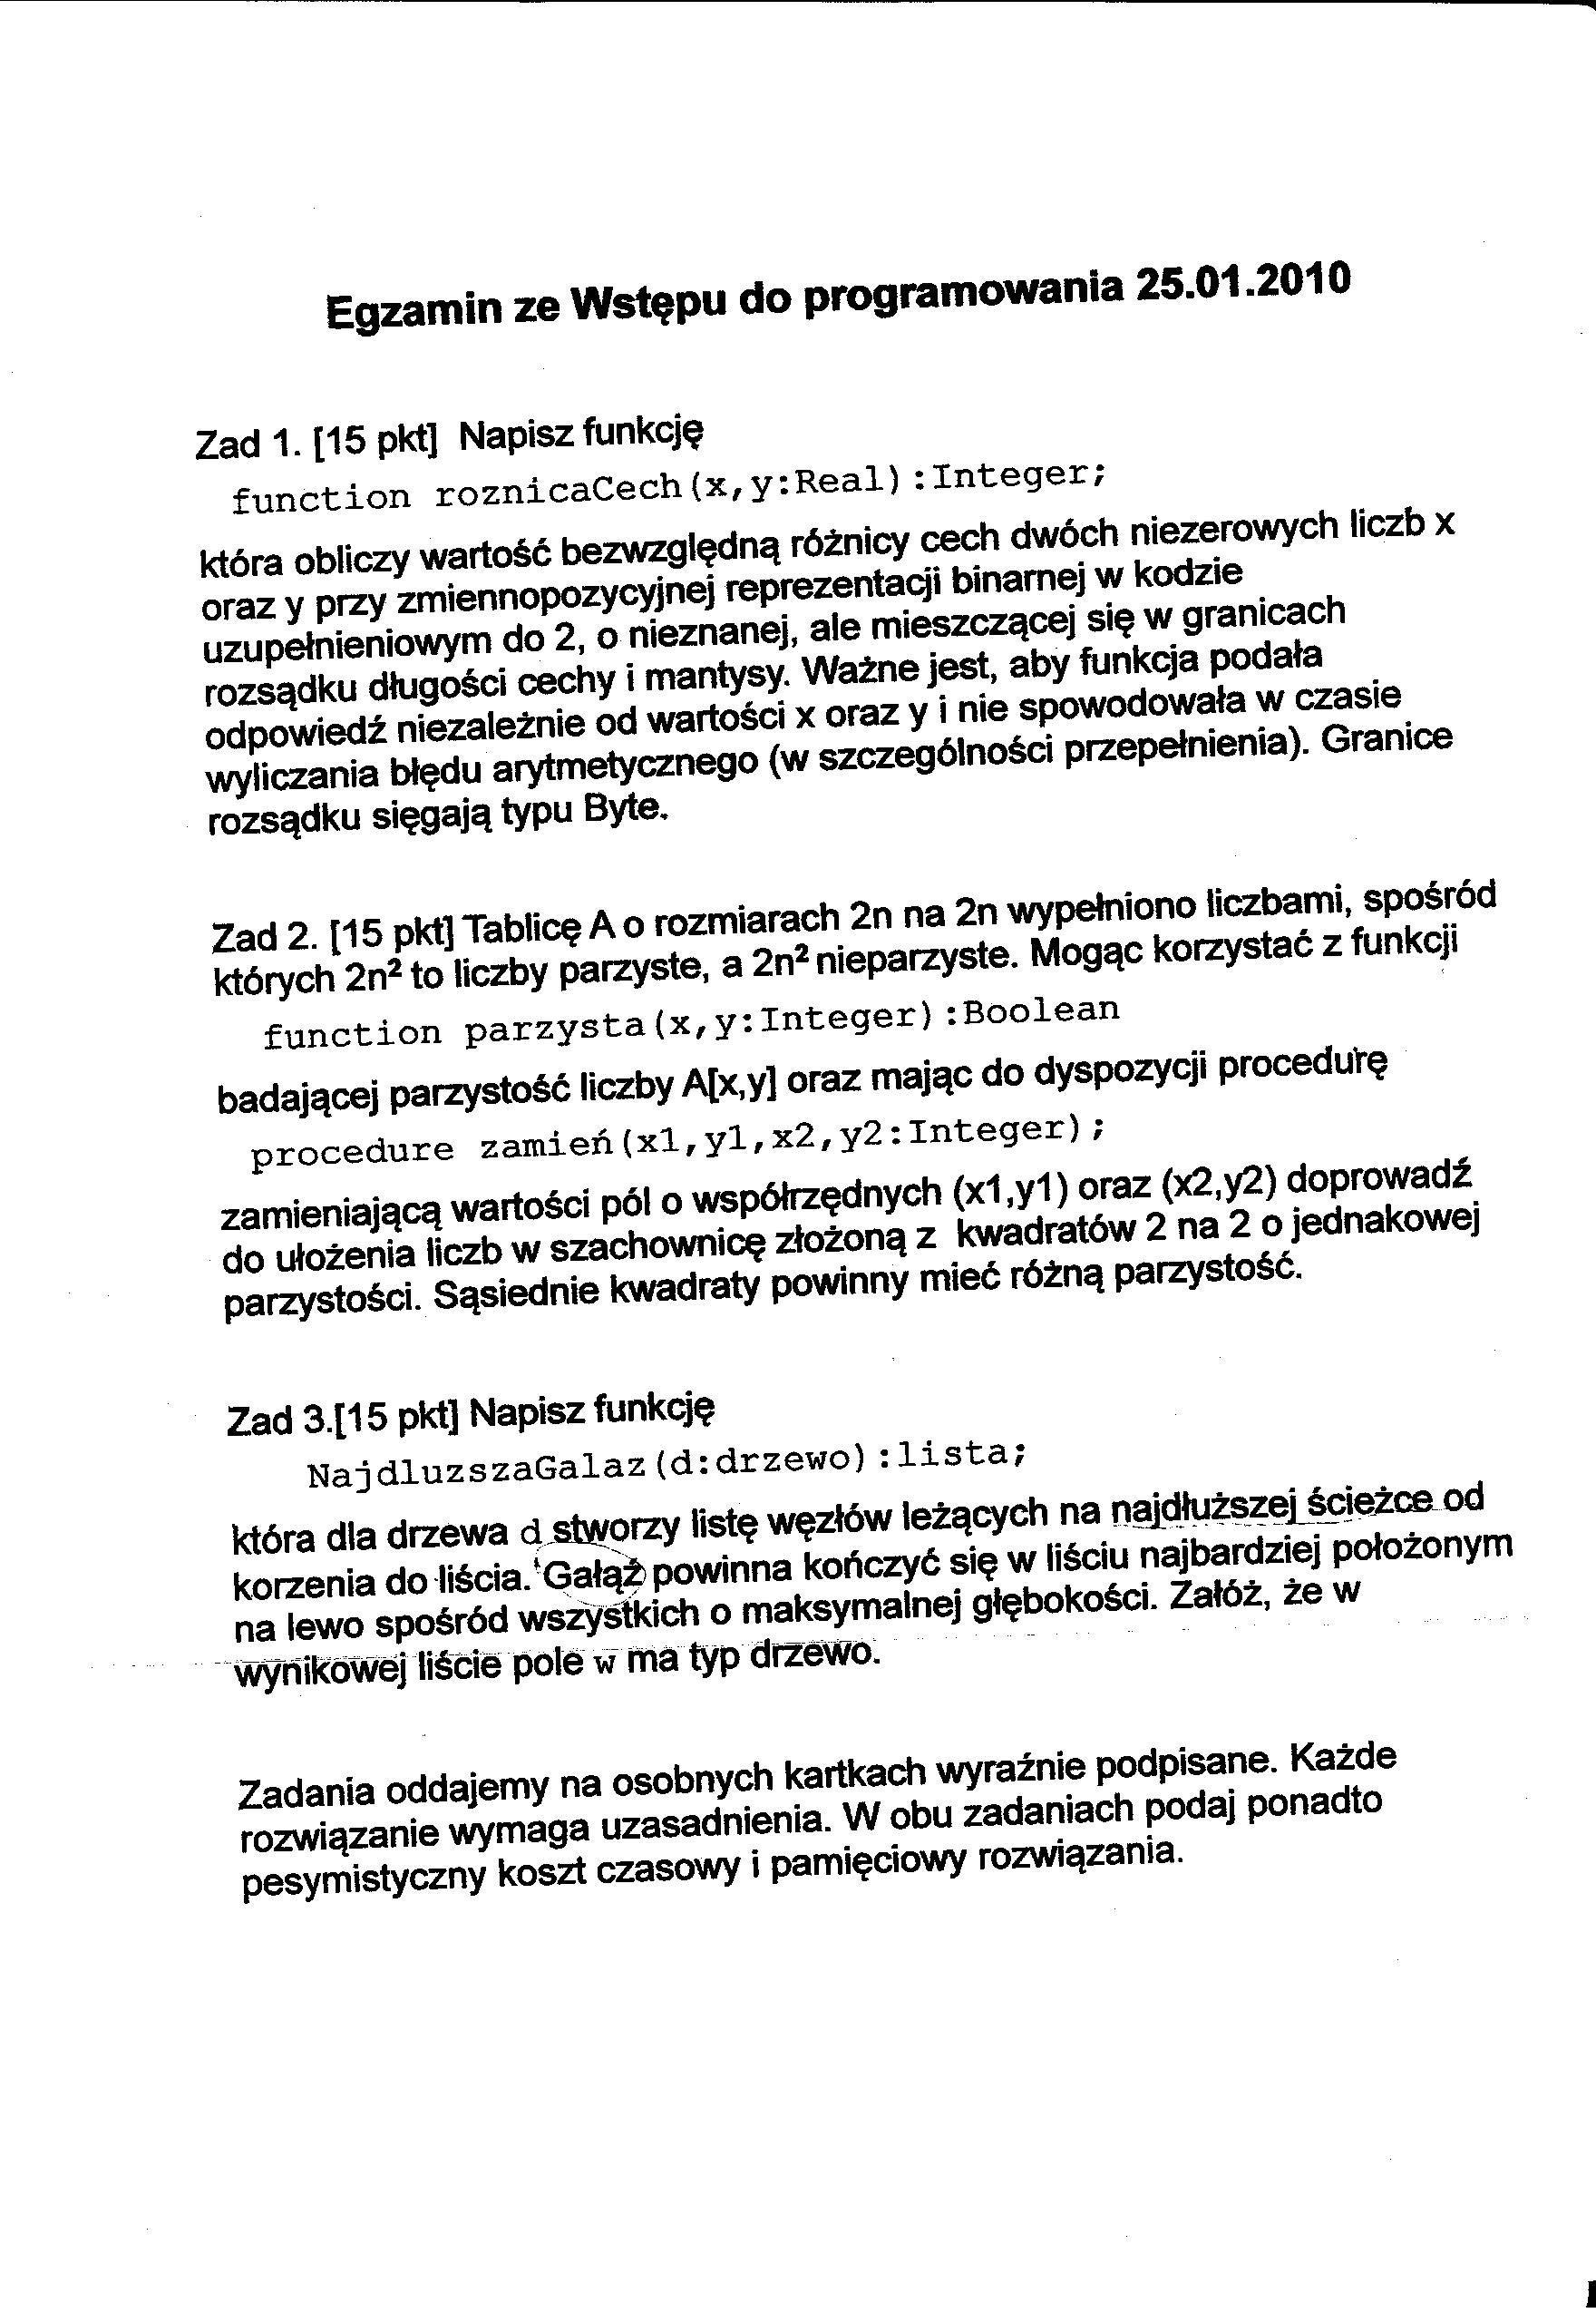 Egzamin ze Wstępu do programowania 25.01.2010
Zad 1. [15 pkt] Napisz funkcję
function roznicaCech(x,y:Real):Integer;
która obliczy wartość bezwzględną różnicy cech dwóch niezerowych liczb x
oraz y przy zmiennopozycyjnej reprezentacji binarnej w kodzie
uzupełnieniowym do 2, o nieznanej, ale mieszczącej się w granicach
rozsądku długości cechy i mantysy. Ważne jest, aby funkcja podała
odpowiedź niezależnie od wartości x oraz y i nie spowodowała w czasie
wyliczania błędu arytmetycznego (w szczególności przepełnienia). Granice
rozsądku sięgają typu Byte.
Zad 2. [15 pkt] Tablicę A o rozmiarach 2n na 2n wypełniono liczbami, spośród
których 2n² to liczby parzyste, a 2n² nieparzyste. Mogąc korzystać z funkcji
function parzysta(x,y:Integer):Boolean
badającej parzystość liczby A[x,y] oraz mając do dyspozycji procedurę
procedure zamień(x1,y1,x2,y2:Integer);
zamieniającą wartości pól o współrzędnych (x1,y1) oraz (x2,y2) doprowadź
do ułożenia liczb w szachownicę złożoną z kwadratów 2 na 2 o jednakowej
parzystości. Sąsiednie kwadraty powinny mieć różną parzystość.
Zad 3.[15 pkt] Napisz funkcję
NajdluzszaGalaz(d:drzewo):lista;
która dla drzewa d stworzy listę węzłów leżących na najdłuższej ścieżce od
korzenia do liścia. Gałąź powinna kończyć się w liściu najbardziej położonym
na lewo spośród wszystkich o maksymalnej głębokości. Załóż, że w
wynikowej liście pole w ma typ drzewo.
Zadania oddajemy na osobnych kartkach wyraźnie podpisane. Każde
rozwiązanie wymaga uzasadnienia. W obu zadaniach podaj ponadto
pesymistyczny koszt czasowy i pamięciowy rozwiązania.